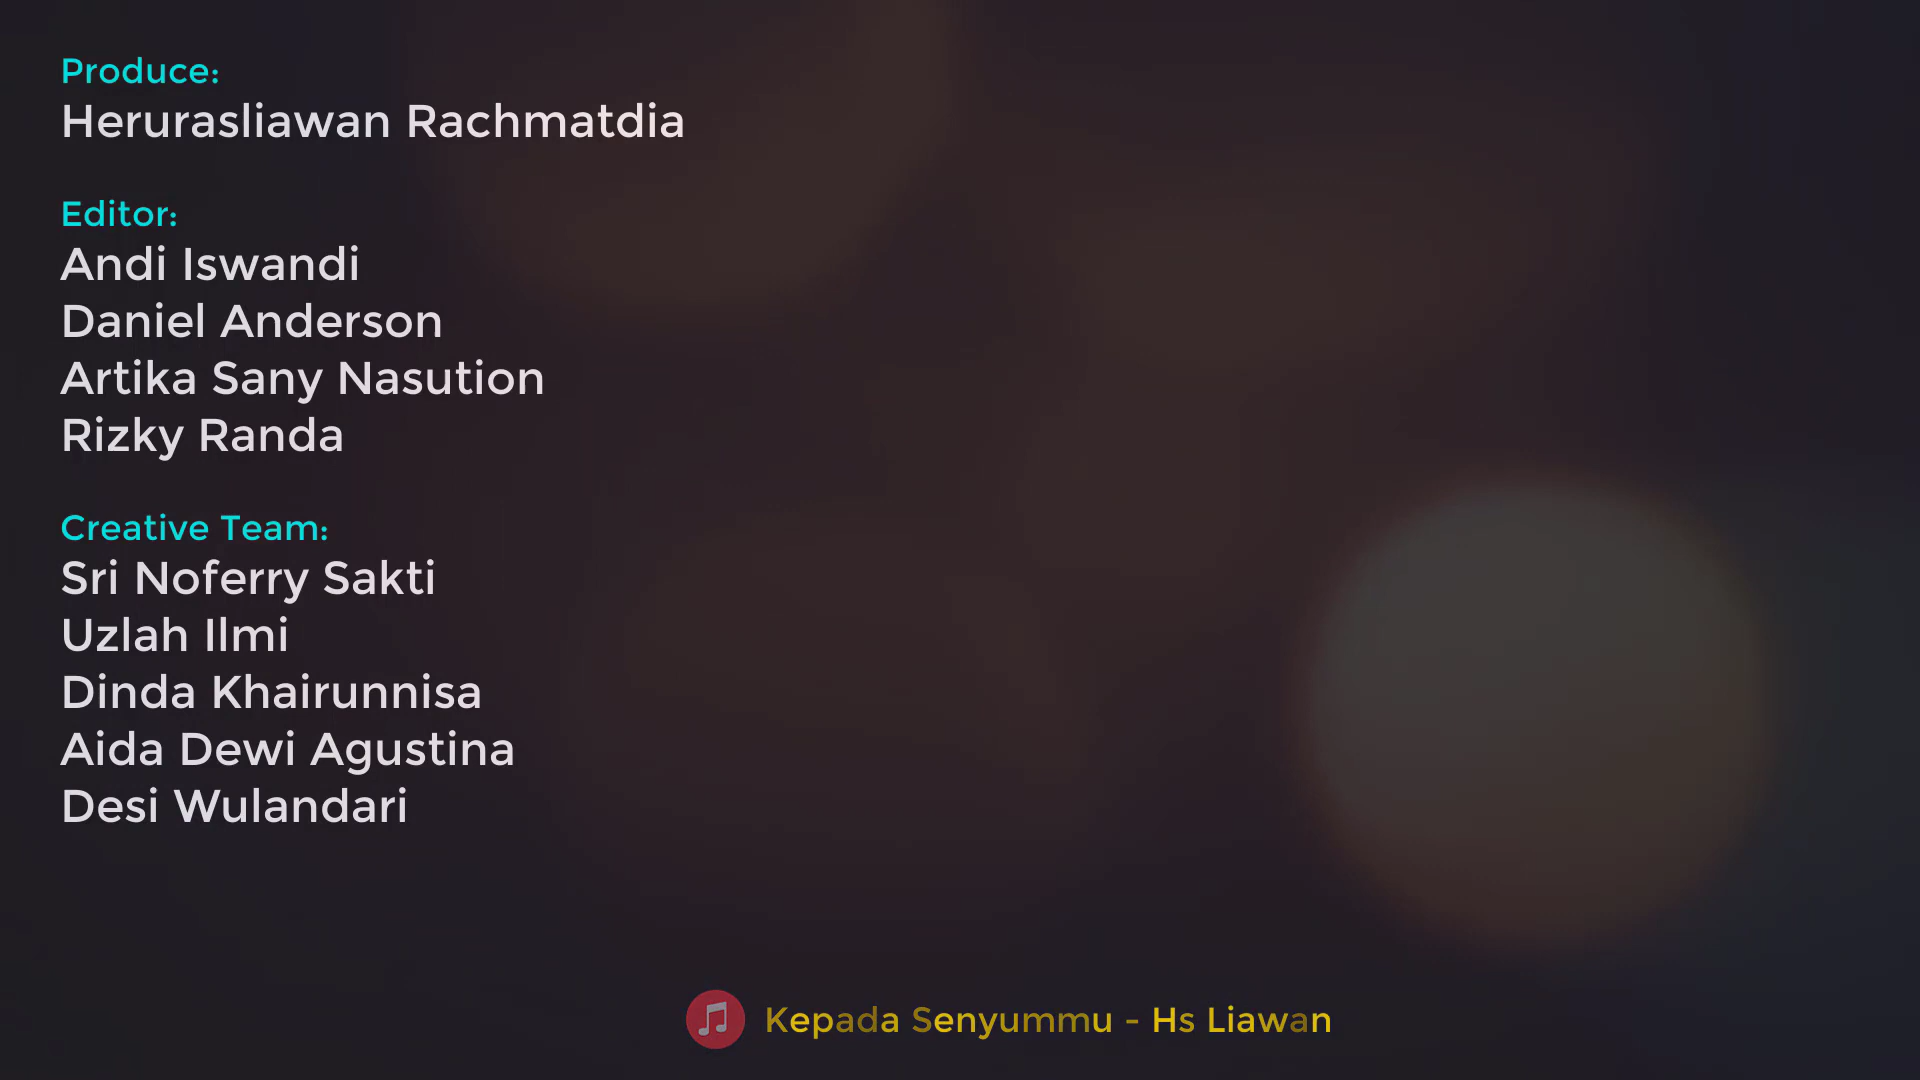 Produce:
Herurasliawan Rachmatdia
Editor:
Andi Iswandi
Daniel Anderson
Artika Sany Nasution
Rizky Randa
Creative Team:
Sri Noferry Sakti
Uzlah Ilmi
Dinda Khairunnisa
Aida Dewi Agustina
Desi Wulandari
Kepada Senyummu - Hs Liawan